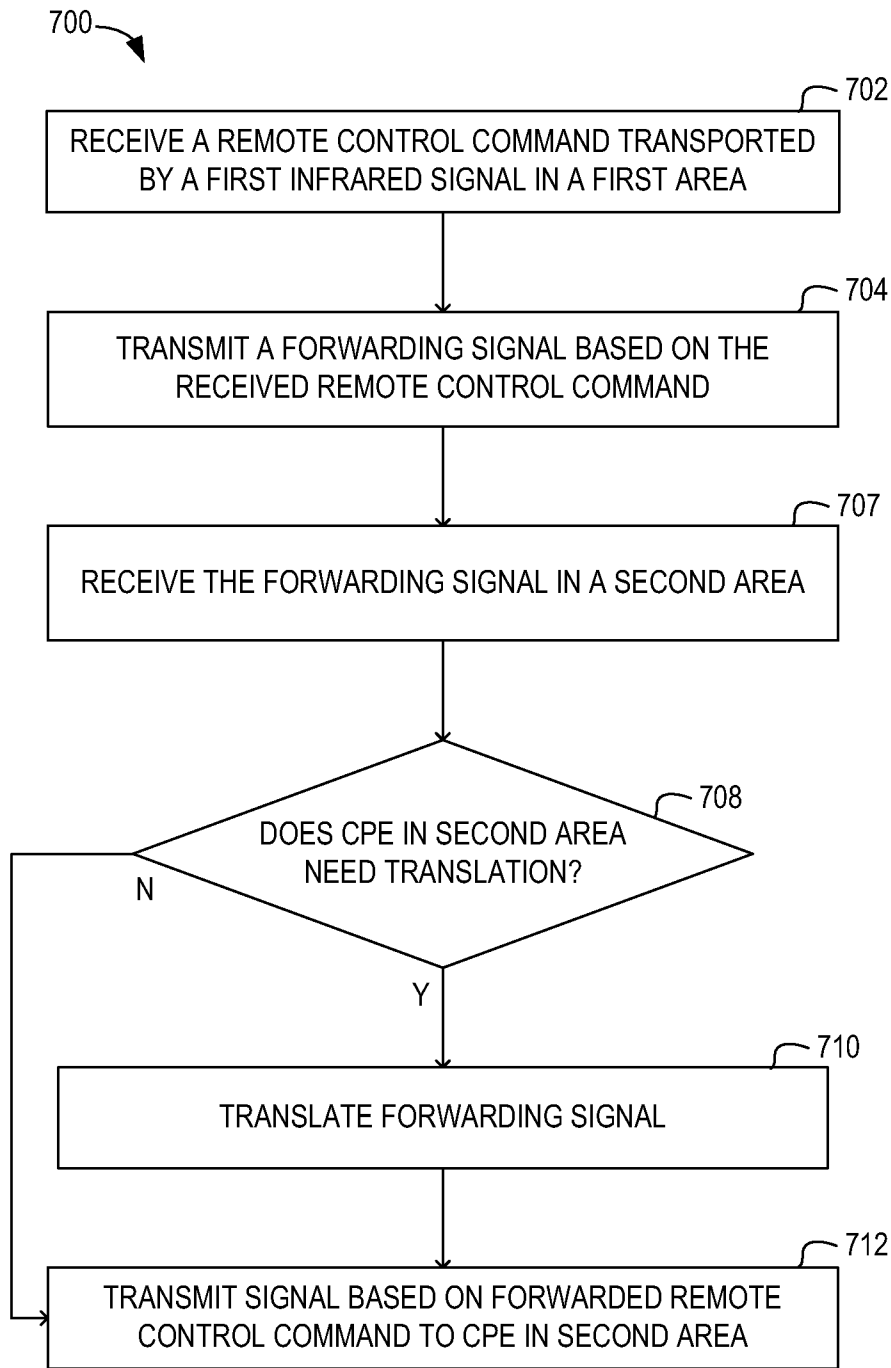 700
702
RECEIVE A REMOTE CONTROL COMMAND TRANSPORTED
BY A FIRST INFRARED SIGNAL IN A FIRST AREA
704
TRANSMIT A FORWARDING SIGNAL BASED ON THE
RECEIVED REMOTE CONTROL COMMAND
707
RECEIVE THE FORWARDING SIGNAL IN A SECOND AREA
708
DOES CPE IN SECOND AREA
NEED TRANSLATION?
N
Y
710
TRANSLATE FORWARDING SIGNAL
712
TRANSMIT SIGNAL BASED ON FORWARDED REMOTE
CONTROL COMMAND TO CPE IN SECOND AREA